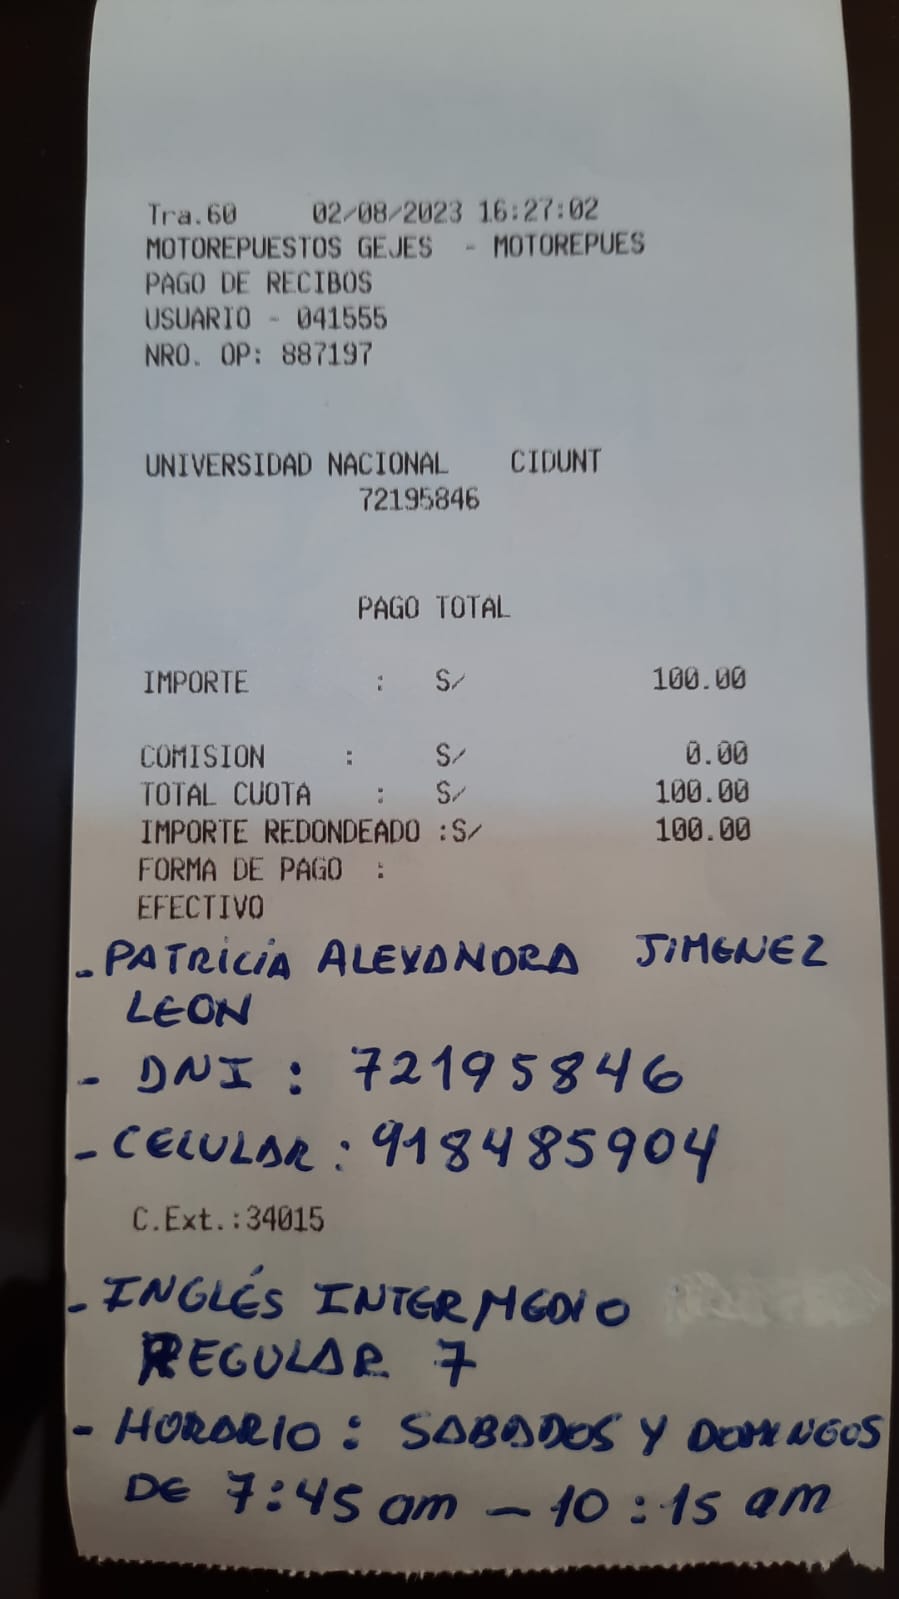 Tra.60 02/08/2023 16:27:02
MOTOREPUESTOS GEJES - MOTOREPUES
PAGO DE RECIBOS
USUARIO - 041555
NRO. OP: 887197
UNIVERSIDAD NACIONAL CIDUNT
72195846
PAGO TOTAL
IMPORTE : S/ 100.00
COMISION : S/ 0.00
TOTAL CUOTA : S/ 100.00
IMPORTE REDONDEADO :S/ 100.00
FORMA DE PAGO :
EFECTIVO
- PATRICIA ALEXANDRA JIMENEZ
LEON
- DNI : 72195846
- CELULAR : 918485904
C.Ext.:34015
- INGLÉS INTERMEDIO
REGULAR 7
- HORARIO : SABADOS Y DOMINGOS
DE 7:45 am – 10:15 am